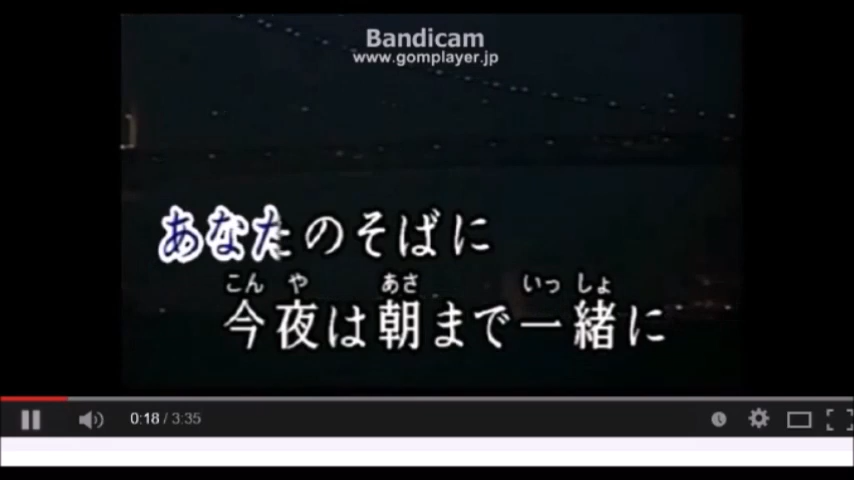 Bandicam
www.gomplayer.jp
あなたのそばに
こんや あさ いっしょ
今夜は朝まで一緒に
0:18 / 3:35